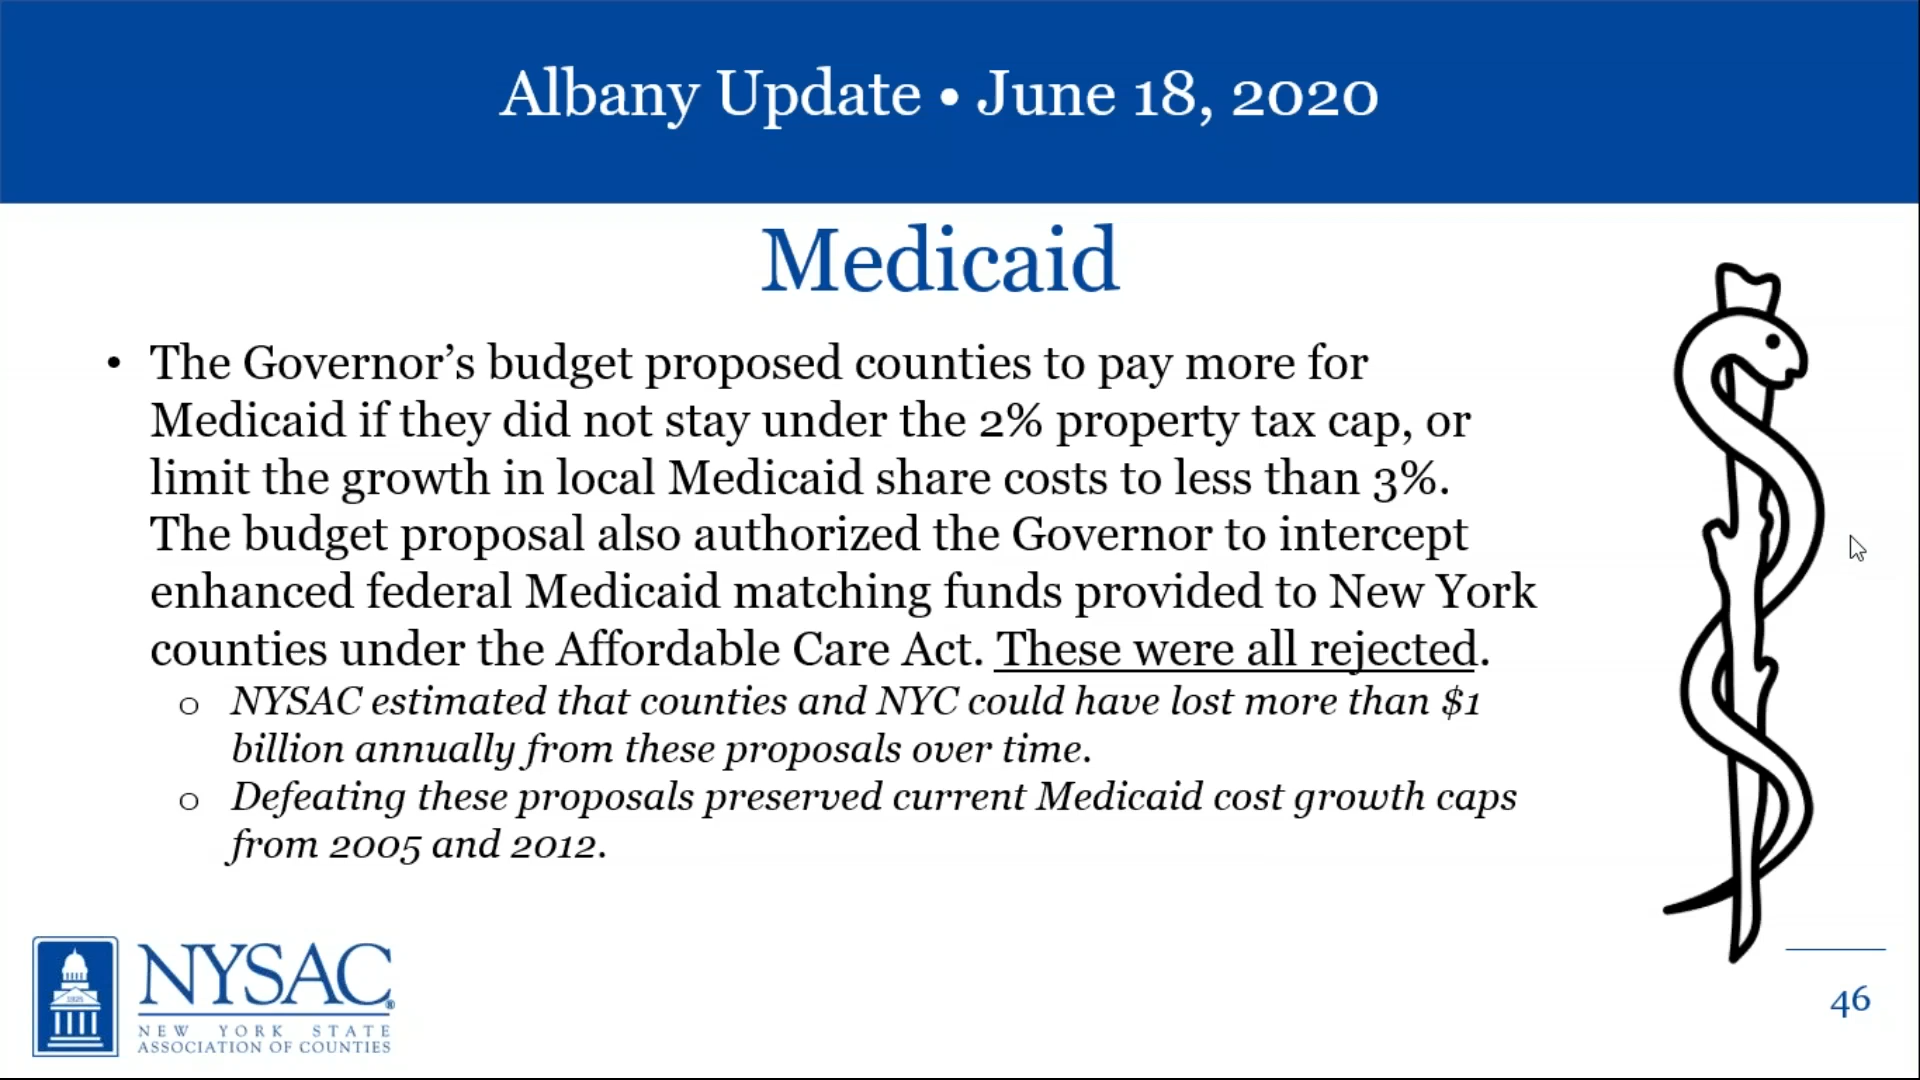 Albany Update • June 18, 2020
Medicaid
• The Governor’s budget proposed counties to pay more for
Medicaid if they did not stay under the 2% property tax cap, or
limit the growth in local Medicaid share costs to less than 3%.
The budget proposal also authorized the Governor to intercept
enhanced federal Medicaid matching funds provided to New York
counties under the Affordable Care Act. These were all rejected.
o NYSAC estimated that counties and NYC could have lost more than $1
billion annually from these proposals over time.
o Defeating these proposals preserved current Medicaid cost growth caps
from 2005 and 2012.
1925
NYSAC®
NEW YORK STATE
ASSOCIATION OF COUNTIES
46